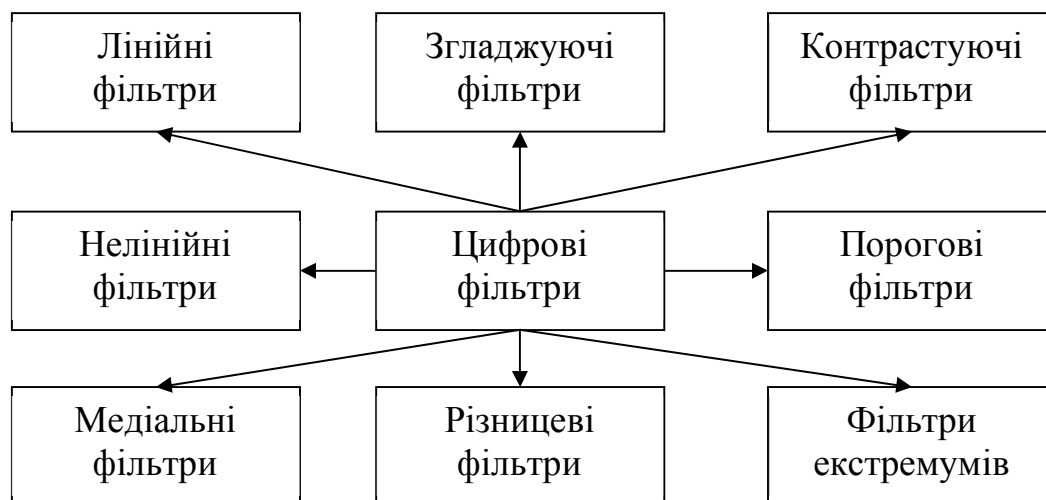 Лінійні
фільтри
Згладжуючі
фільтри
Контрастуючі
фільтри
Нелінійні
фільтри
Цифрові
фільтри
Порогові
фільтри
Медіальні
фільтри
Різницеві
фільтри
Фільтри
екстремумів